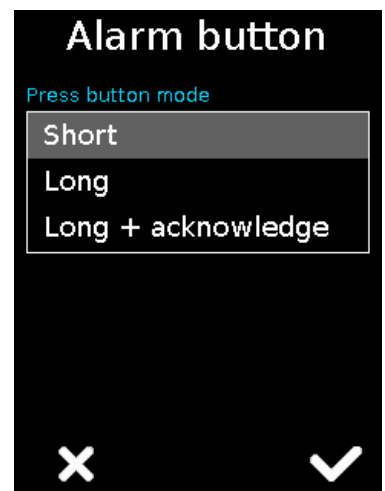 Alarm button
Press button mode
Short
Long
Long + acknowledge